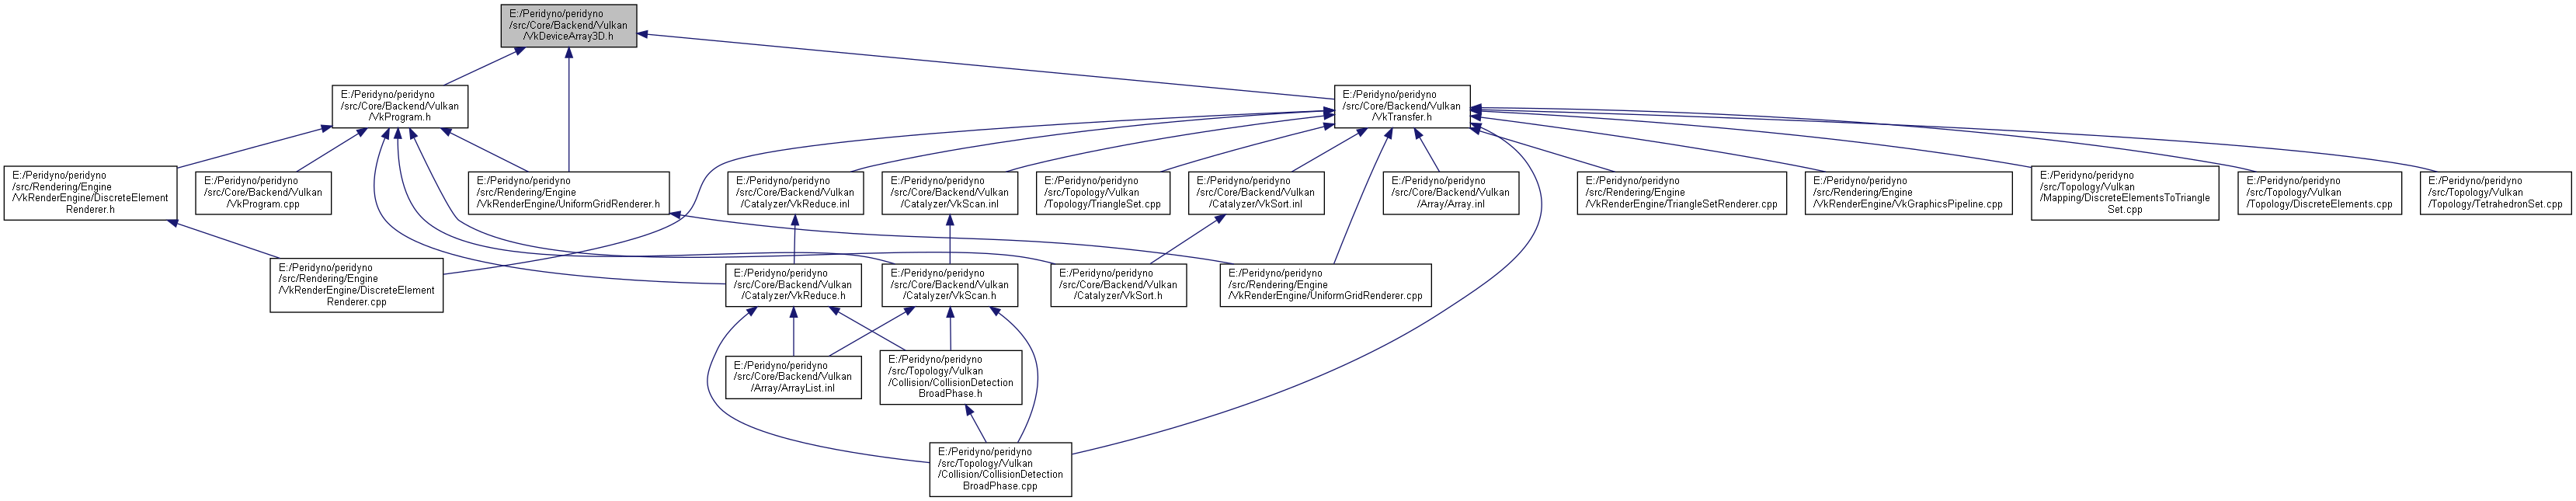 E:/Peridyno/peridyno
/src/Core/Backend/Vulkan
/VkDeviceArray3D.h
E:/Peridyno/peridyno
/src/Core/Backend/Vulkan
/VkProgram.h
E:/Peridyno/peridyno
/src/Core/Backend/Vulkan
/VkTransfer.h
E:/Peridyno/peridyno
/src/Rendering/Engine
/VkRenderEngine/DiscreteElement
Renderer.h
E:/Peridyno/peridyno
/src/Core/Backend/Vulkan
/VkProgram.cpp
E:/Peridyno/peridyno
/src/Rendering/Engine
/VkRenderEngine/UniformGridRenderer.h
E:/Peridyno/peridyno
/src/Core/Backend/Vulkan
/Catalyzer/VkReduce.inl
E:/Peridyno/peridyno
/src/Core/Backend/Vulkan
/Catalyzer/VkScan.inl
E:/Peridyno/peridyno
/src/Topology/Vulkan
/Topology/TriangleSet.cpp
E:/Peridyno/peridyno
/src/Core/Backend/Vulkan
/Catalyzer/VkSort.inl
E:/Peridyno/peridyno
/src/Core/Backend/Vulkan
/Array/Array.inl
E:/Peridyno/peridyno
/src/Rendering/Engine
/VkRenderEngine/TriangleSetRenderer.cpp
E:/Peridyno/peridyno
/src/Rendering/Engine
/VkRenderEngine/VkGraphicsPipeline.cpp
E:/Peridyno/peridyno
/src/Topology/Vulkan
/Mapping/DiscreteElementsToTriangle
Set.cpp
E:/Peridyno/peridyno
/src/Topology/Vulkan
/Topology/DiscreteElements.cpp
E:/Peridyno/peridyno
/src/Topology/Vulkan
/Topology/TetrahedronSet.cpp
E:/Peridyno/peridyno
/src/Rendering/Engine
/VkRenderEngine/DiscreteElement
Renderer.cpp
E:/Peridyno/peridyno
/src/Core/Backend/Vulkan
/Catalyzer/VkReduce.h
E:/Peridyno/peridyno
/src/Core/Backend/Vulkan
/Catalyzer/VkScan.h
E:/Peridyno/peridyno
/src/Core/Backend/Vulkan
/Catalyzer/VkSort.h
E:/Peridyno/peridyno
/src/Rendering/Engine
/VkRenderEngine/UniformGridRenderer.cpp
E:/Peridyno/peridyno
/src/Core/Backend/Vulkan
/Array/ArrayList.inl
E:/Peridyno/peridyno
/src/Topology/Vulkan
/Collision/CollisionDetection
BroadPhase.h
E:/Peridyno/peridyno
/src/Topology/Vulkan
/Collision/CollisionDetection
BroadPhase.cpp